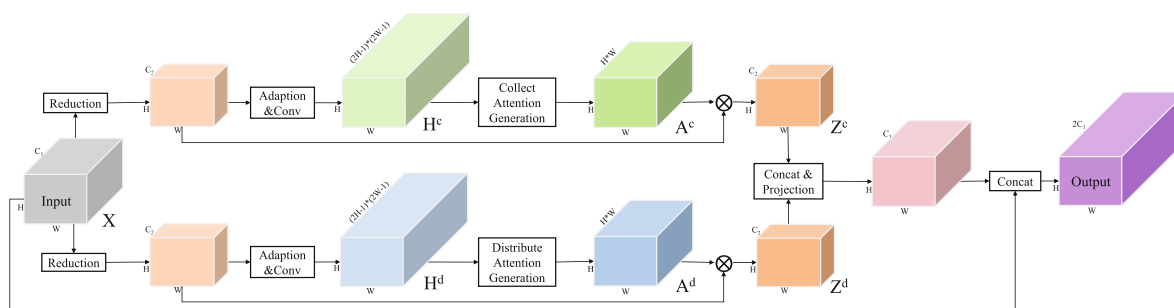 C₂
H
W
Reduction
Adaption
&Conv
(2H-1)*(2W-1)
H
W
Hᶜ
Collect
Attention
Generation
H*W
H
W
Aᶜ
C₂
H
W
Zᶜ
C₁
Input
H
W
X
Concat &
Projection
C₁
H
W
Concat
2C₁
Output
H
W
Reduction
C₂
H
W
Adaption
&Conv
(2H-1)*(2W-1)
H
W
Hᵈ
Distribute
Attention
Generation
H*W
H
W
Aᵈ
C₂
H
W
Zᵈ